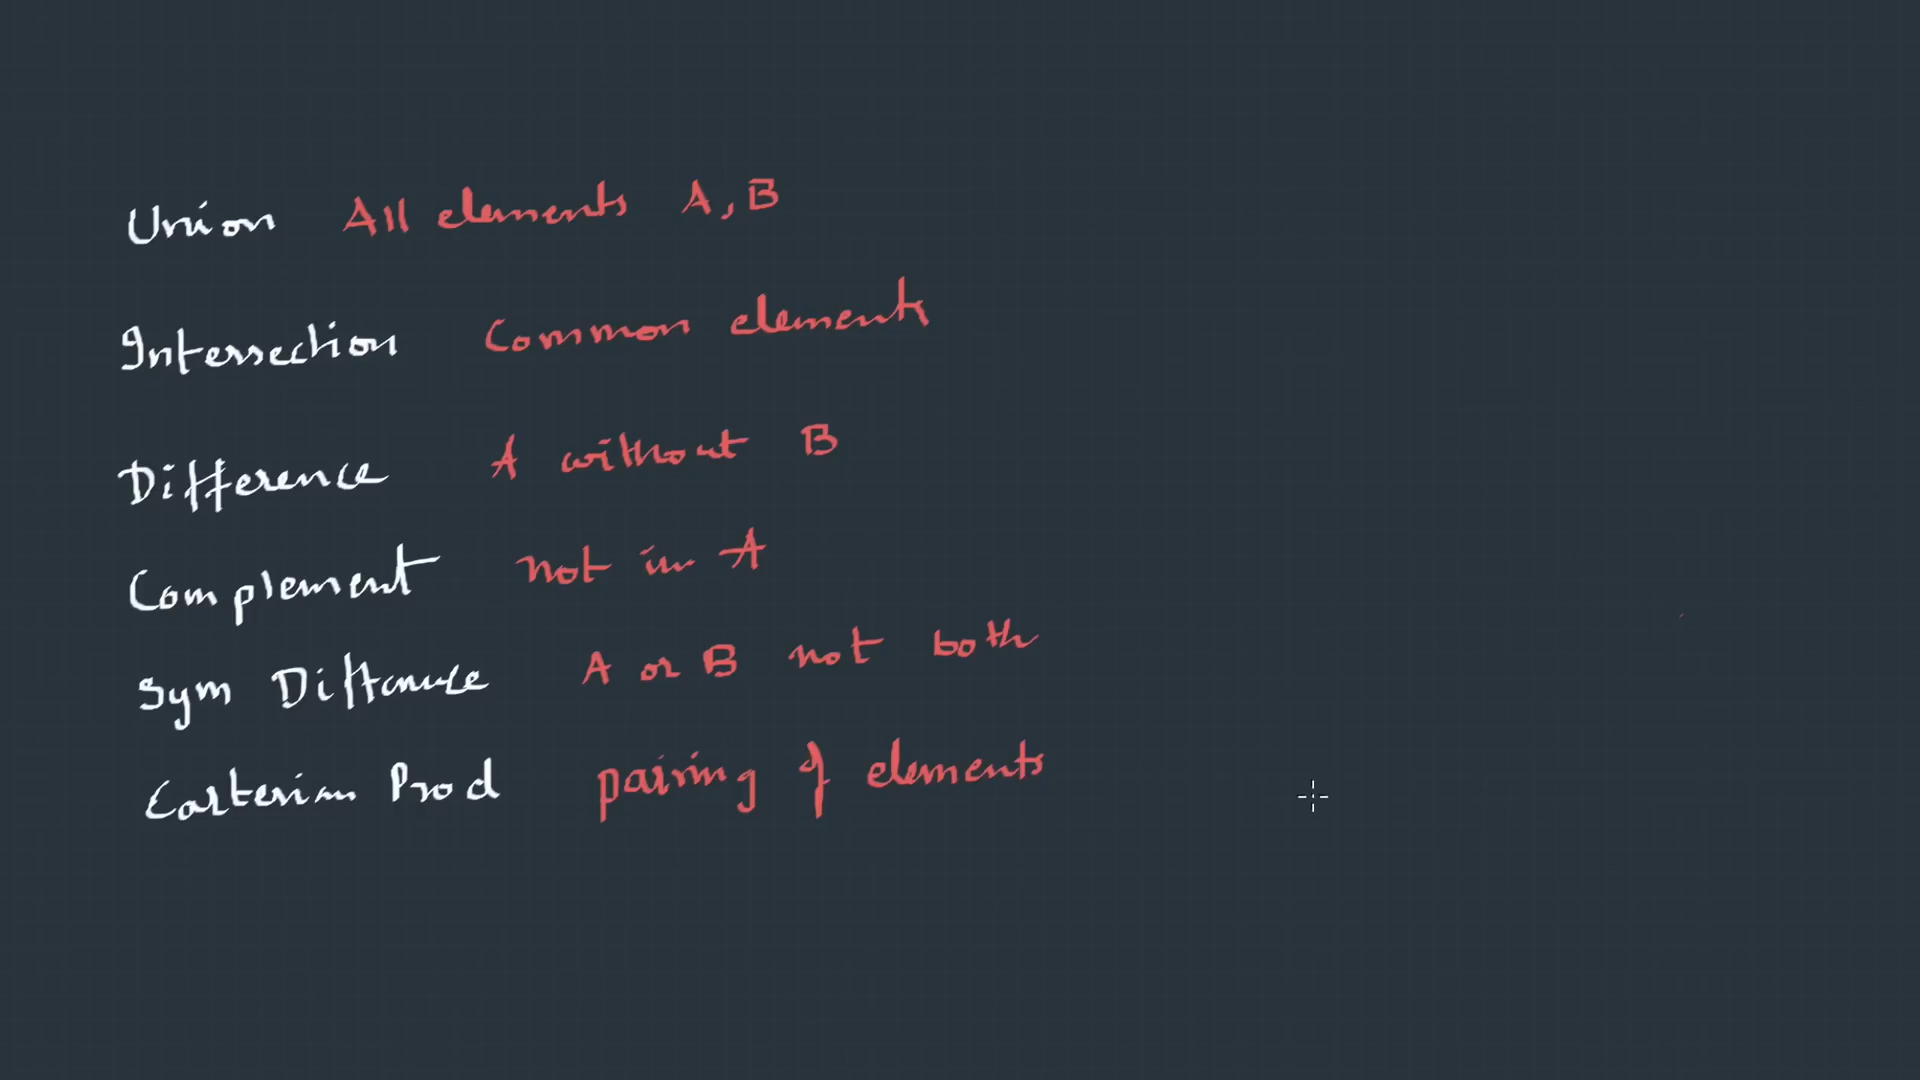 Union All elements A, B
Intersection Common elements
Difference A without B
Complement not in A
Sym Difference A or B not both
Cartesian Prod pairing of elements